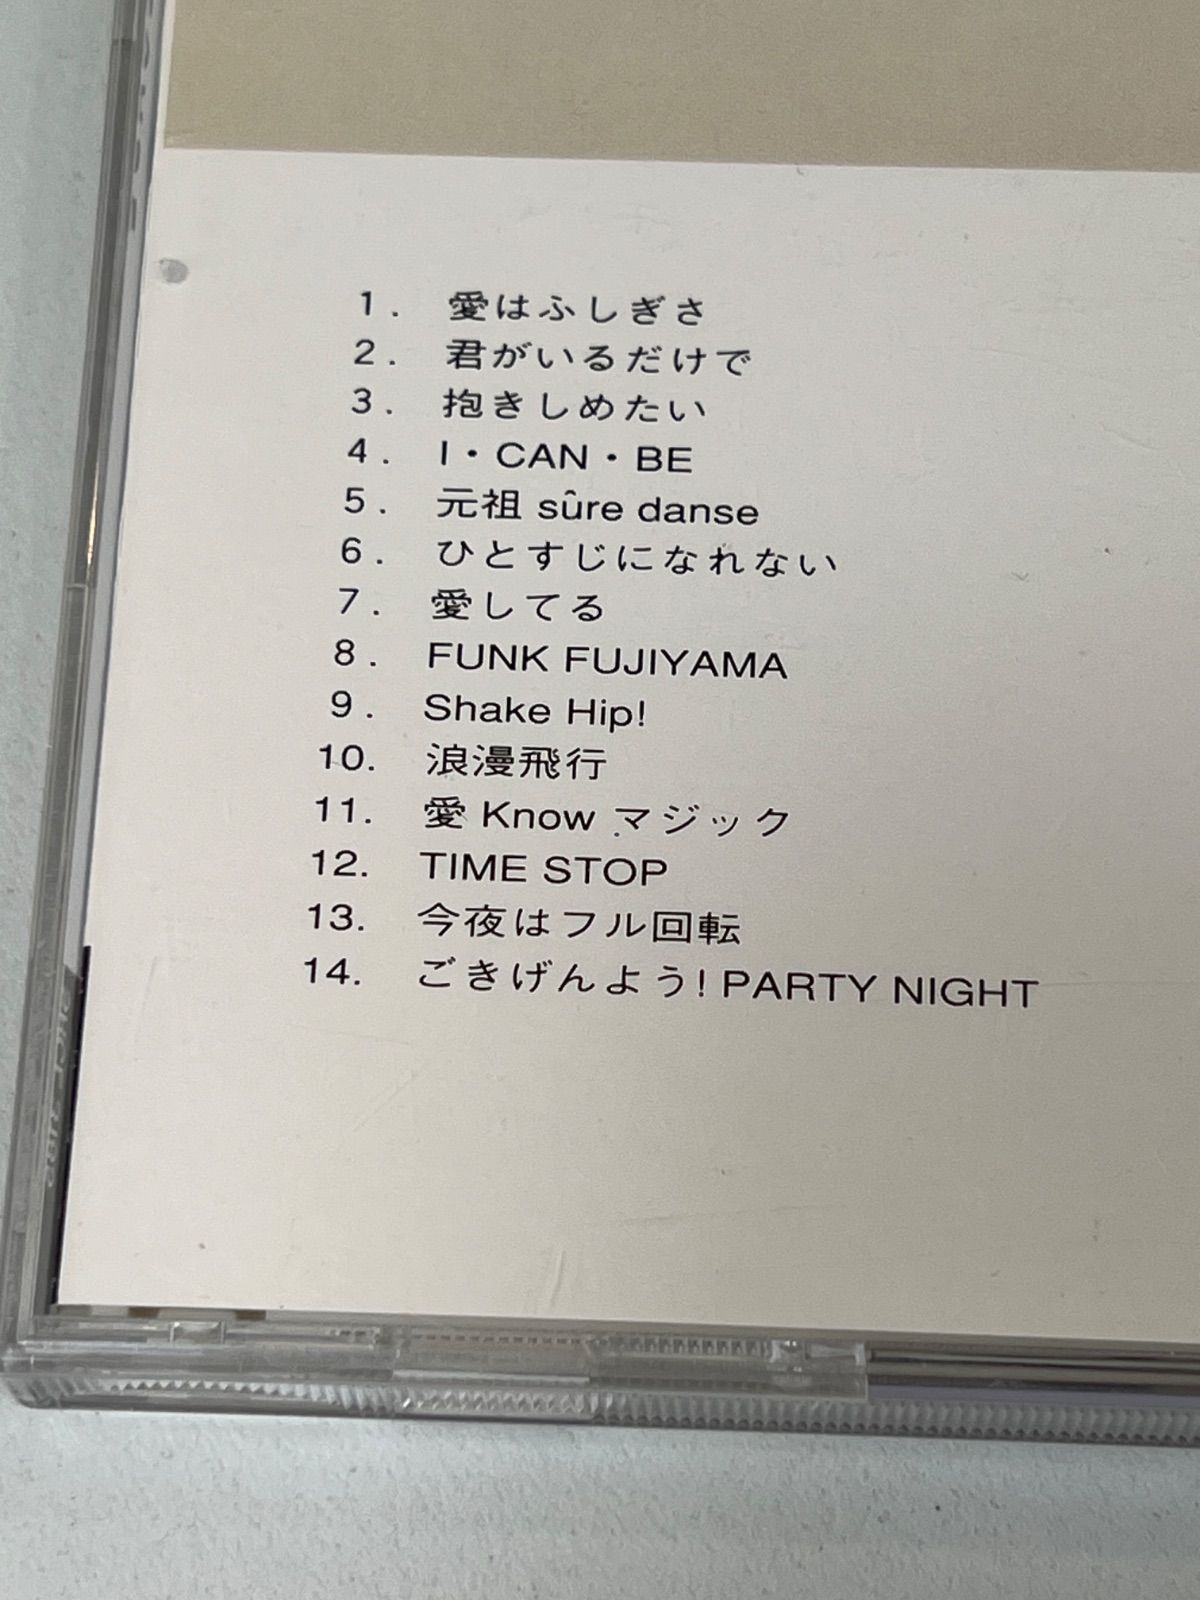 1. 愛はふしぎさ
2. 君がいるだけで
3. 抱きしめたい
4. I・CAN・BE
5. 元祖 sûre danse
6. ひとすじになれない
7. 愛してる
8. FUNK FUJIYAMA
9. Shake Hip!
10. 浪漫飛行
11. 愛 Know マジック
12. TIME STOP
13. 今夜はフル回転
14. ごきげんよう! PARTY NIGHT